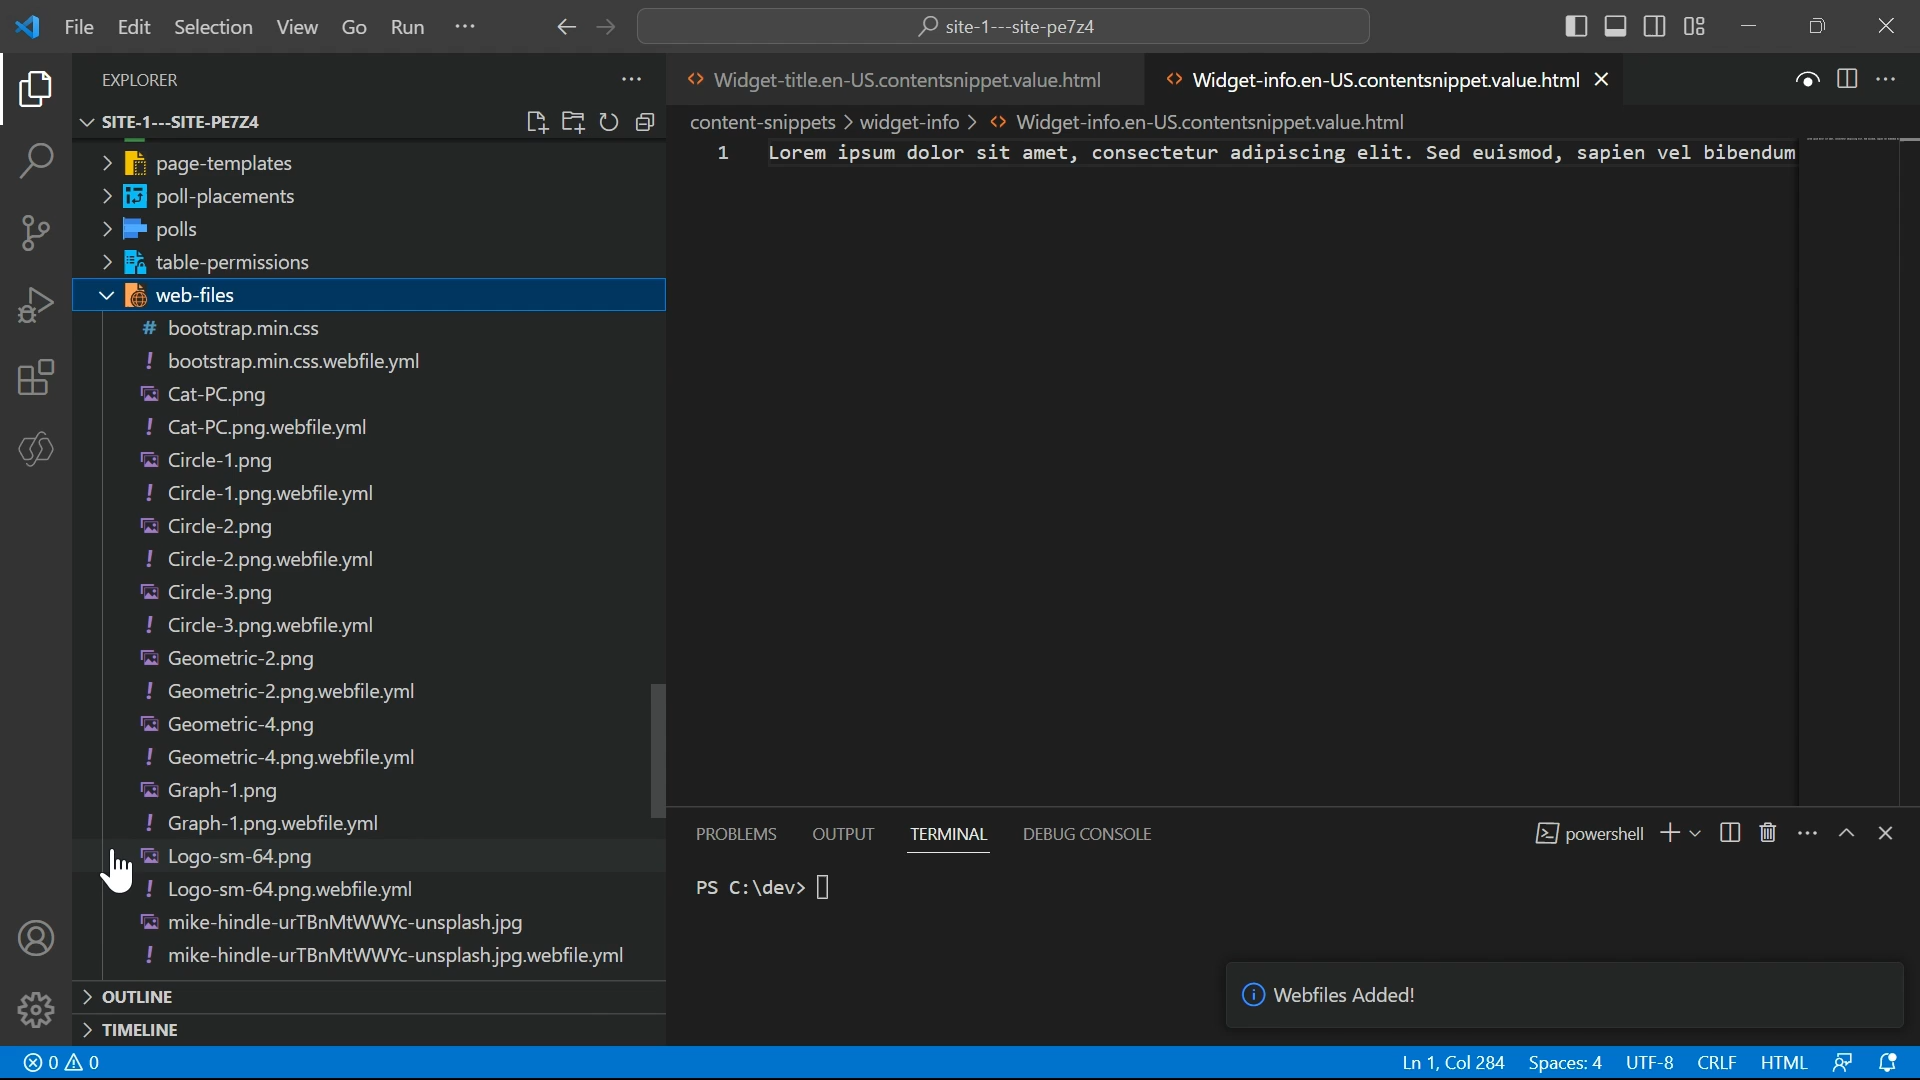 File Edit Selection View Go Run ···
site-1---site-pe7z4
EXPLORER
SITE-1---SITE-PE7Z4
page-templates
poll-placements
polls
table-permissions
web-files
# bootstrap.min.css
! bootstrap.min.css.webfile.yml
Cat-PC.png
! Cat-PC.png.webfile.yml
Circle-1.png
! Circle-1.png.webfile.yml
Circle-2.png
! Circle-2.png.webfile.yml
Circle-3.png
! Circle-3.png.webfile.yml
Geometric-2.png
! Geometric-2.png.webfile.yml
Geometric-4.png
! Geometric-4.png.webfile.yml
Graph-1.png
! Graph-1.png.webfile.yml
Logo-sm-64.png
! Logo-sm-64.png.webfile.yml
mike-hindle-urTBnMtWWYc-unsplash.jpg
! mike-hindle-urTBnMtWWYc-unsplash.jpg.webfile.yml
OUTLINE
TIMELINE
Widget-title.en-US.contentsnippet.value.html
Widget-info.en-US.contentsnippet.value.html
content-snippets > widget-info > Widget-info.en-US.contentsnippet.value.html
1 Lorem ipsum dolor sit amet, consectetur adipiscing elit. Sed euismod, sapien vel bibendum
PROBLEMS OUTPUT TERMINAL DEBUG CONSOLE
powershell
PS C:\dev>
Webfiles Added!
0 0
Ln 1, Col 284 Spaces: 4 UTF-8 CRLF HTML